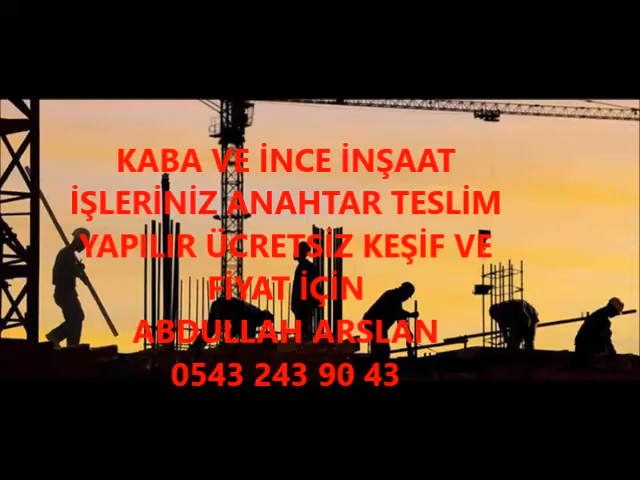 KABA VE İNCE İNŞAAT
İŞLERİNİZ ANAHTAR TESLİM
YAPILIR ÜCRETSİZ KEŞİF VE
FİYAT İÇİN
ABDULLAH ARSLAN
0543 243 90 43